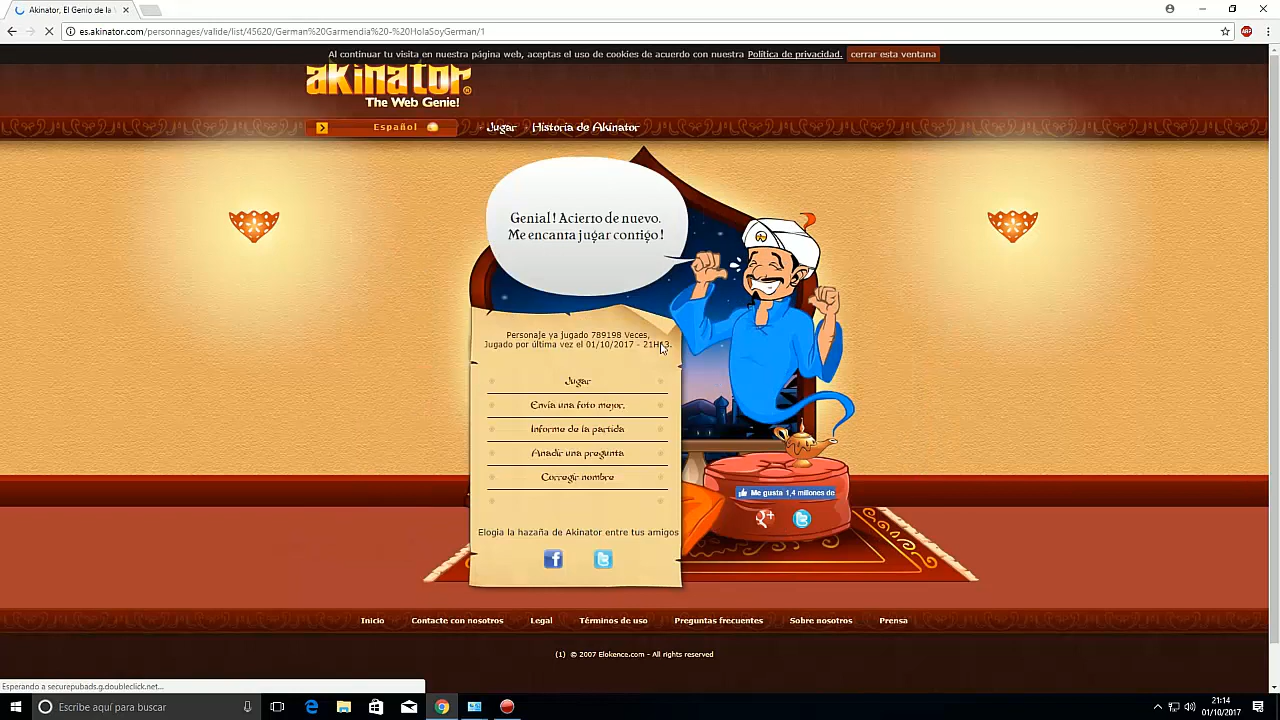 Akinator, El Genio de la
es.akinator.com/personnages/valide/list/45620/German%20Garmendia%20-%20HolaSoyGerman/1
Al continuar tu visita en nuestra página web, aceptas el uso de cookies de acuerdo con nuestra Política de privacidad. cerrar esta ventana
akinator®
The Web Genie!
Español
Jugar
Historia de Akinator
Genial! Acierto de nuevo.
Me encanta jugar contigo!
Personaje ya jugado 789198 Veces,
Jugado por última vez el 01/10/2017 - 21H13.
Jugar
Envía una foto mejor.
Informe de la partida
Anadir una pregunta
Corregir nombre
Elogia la hazaña de Akinator entre tus amigos
Me gusta 1,4 millones de
Inicio
Contacte con nosotros
Legal
Términos de uso
Preguntas frecuentes
Sobre nosotros
Prensa
(1) © 2007 Elokence.com - All rights reserved
Esperando a securepubads.g.doubleclick.net...
Escribe aquí para buscar
21:14
01/10/2017